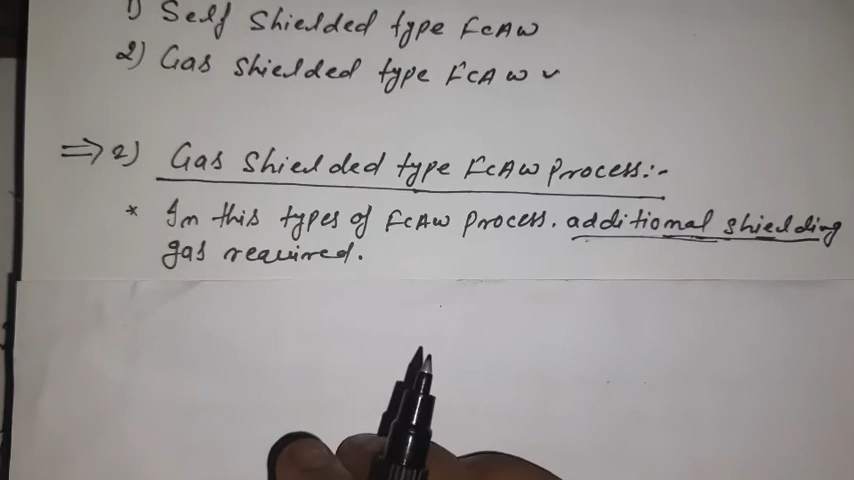 1) Self Shielded type FCAW
2) Gas Shielded type FCAW ✓
⇒ 2) Gas Shielded type FCAW Process:-
* In this types of FCAW Process. additional shielding
gas required.